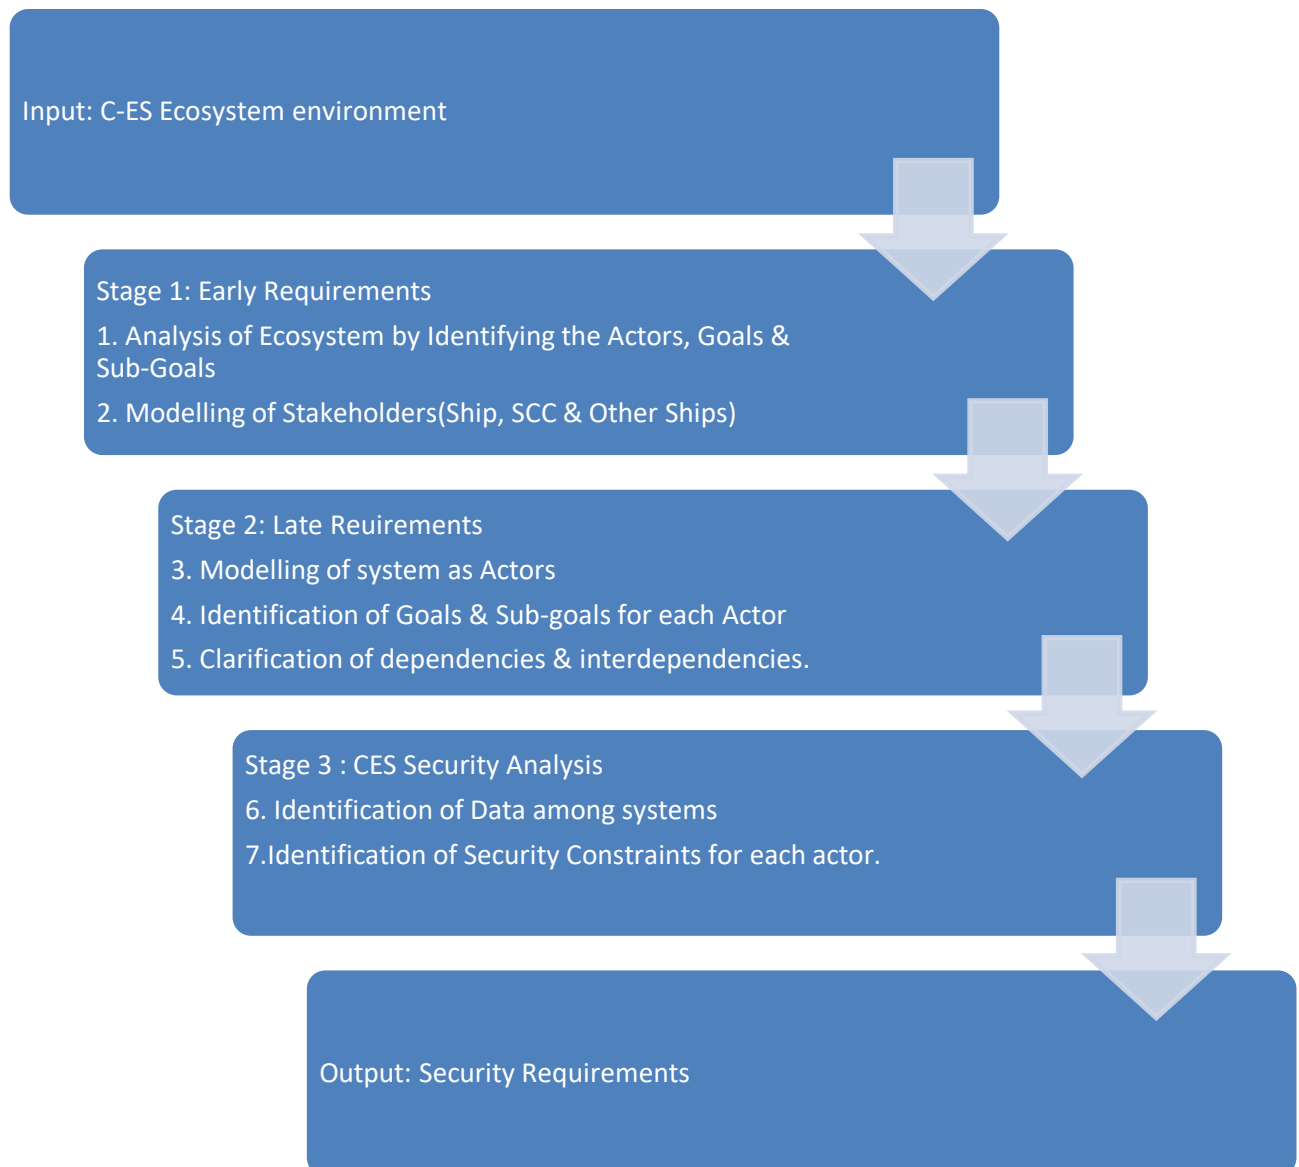 Input: C-ES Ecosystem environment
Stage 1: Early Requirements
1. Analysis of Ecosystem by Identifying the Actors, Goals &
Sub-Goals
2. Modelling of Stakeholders(Ship, SCC & Other Ships)
Stage 2: Late Reuirements
3. Modelling of system as Actors
4. Identification of Goals & Sub-goals for each Actor
5. Clarification of dependencies & interdependencies.
Stage 3 : CES Security Analysis
6. Identification of Data among systems
7.Identification of Security Constraints for each actor.
Output: Security Requirements